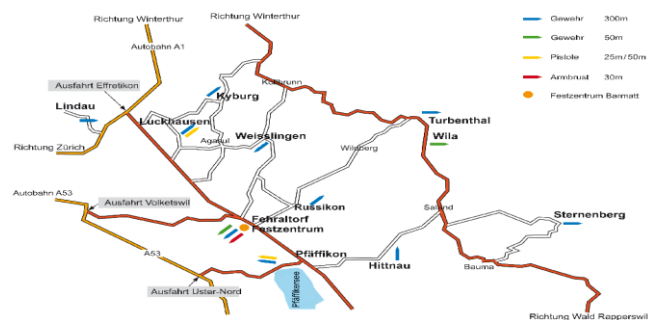 Richtung Winterthur
Richtung Winterthur
Autobahn A1
Ausfahrt Effretikon
Lindau
Kyburg
Kollbrunn
Luckhausen
Agasul
Weisslingen
Wildberg
Turbenthal
Wila
Richtung Zürich
Autobahn A53
Ausfahrt Volketswil
Russikon
Saland
Sternenberg
Fehraltorf
Festzentrum
A53
Pfäffikon
Hittnau
Bauma
Ausfahrt Uster-Nord
Pfäffikersee
Richtung Wald Rapperswil
Gewehr 300m
Gewehr 50m
Pistole 25m/50m
Armbrust 30m
Festzentrum Barmatt